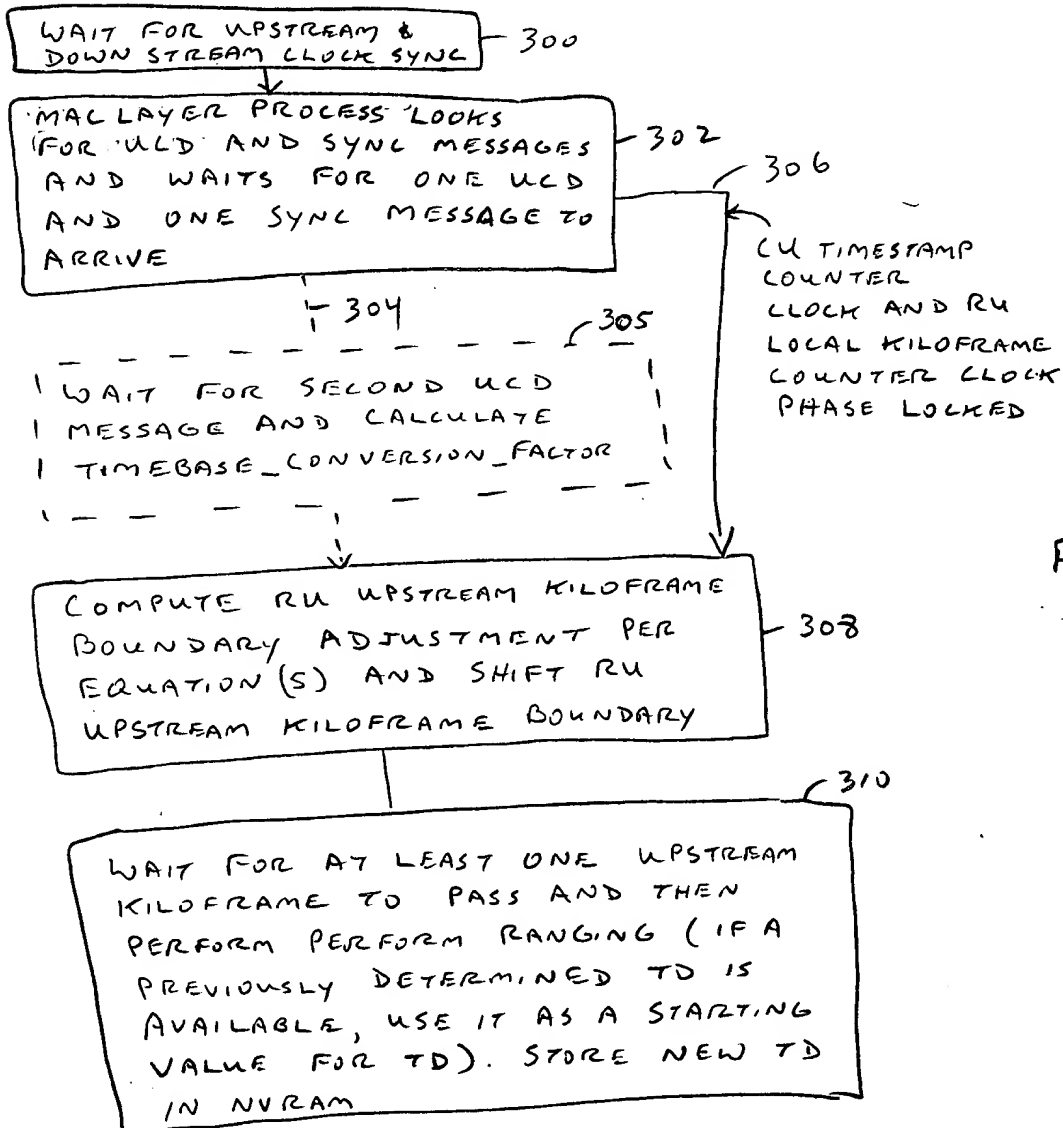 WAIT FOR UPSTREAM &
DOWN STREAM CLOCK SYNC
300
MAC LAYER PROCESS LOOKS
FOR UCD AND SYNC MESSAGES
AND WAITS FOR ONE UCD
AND ONE SYNC MESSAGE TO
ARRIVE
302
306
CU TIMESTAMP
COUNTER
CLOCK AND RU
LOCAL KILOFRAME
COUNTER CLOCK
PHASE LOCKED
304
305
WAIT FOR SECOND UCD
MESSAGE AND CALCULATE
TIMEBASE_CONVERSION_FACTOR
COMPUTE RU UPSTREAM KILOFRAME
BOUNDARY ADJUSTMENT PER
EQUATION (5) AND SHIFT RU
UPSTREAM KILOFRAME BOUNDARY
308
310
WAIT FOR AT LEAST ONE UPSTREAM
KILOFRAME TO PASS AND THEN
PERFORM PERFORM RANGING (IF A
PREVIOUSLY DETERMINED TD IS
AVAILABLE, USE IT AS A STARTING
VALUE FOR TD). STORE NEW TD
IN NVRAM